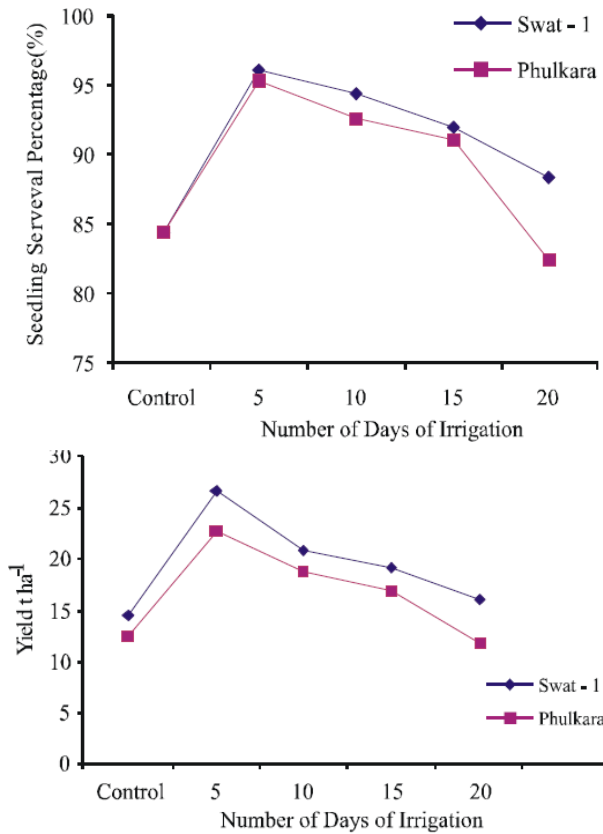 Seedling Serveval Percentage(%)
100
95
90
85
80
75
Swat - 1
Phulkara
Control 5 10 15 20
Number of Days of Irrigation
Yield t ha-1
30
25
20
15
10
5
0
Swat - 1
Phulkara
Control 5 10 15 20
Number of Days of Irrigation